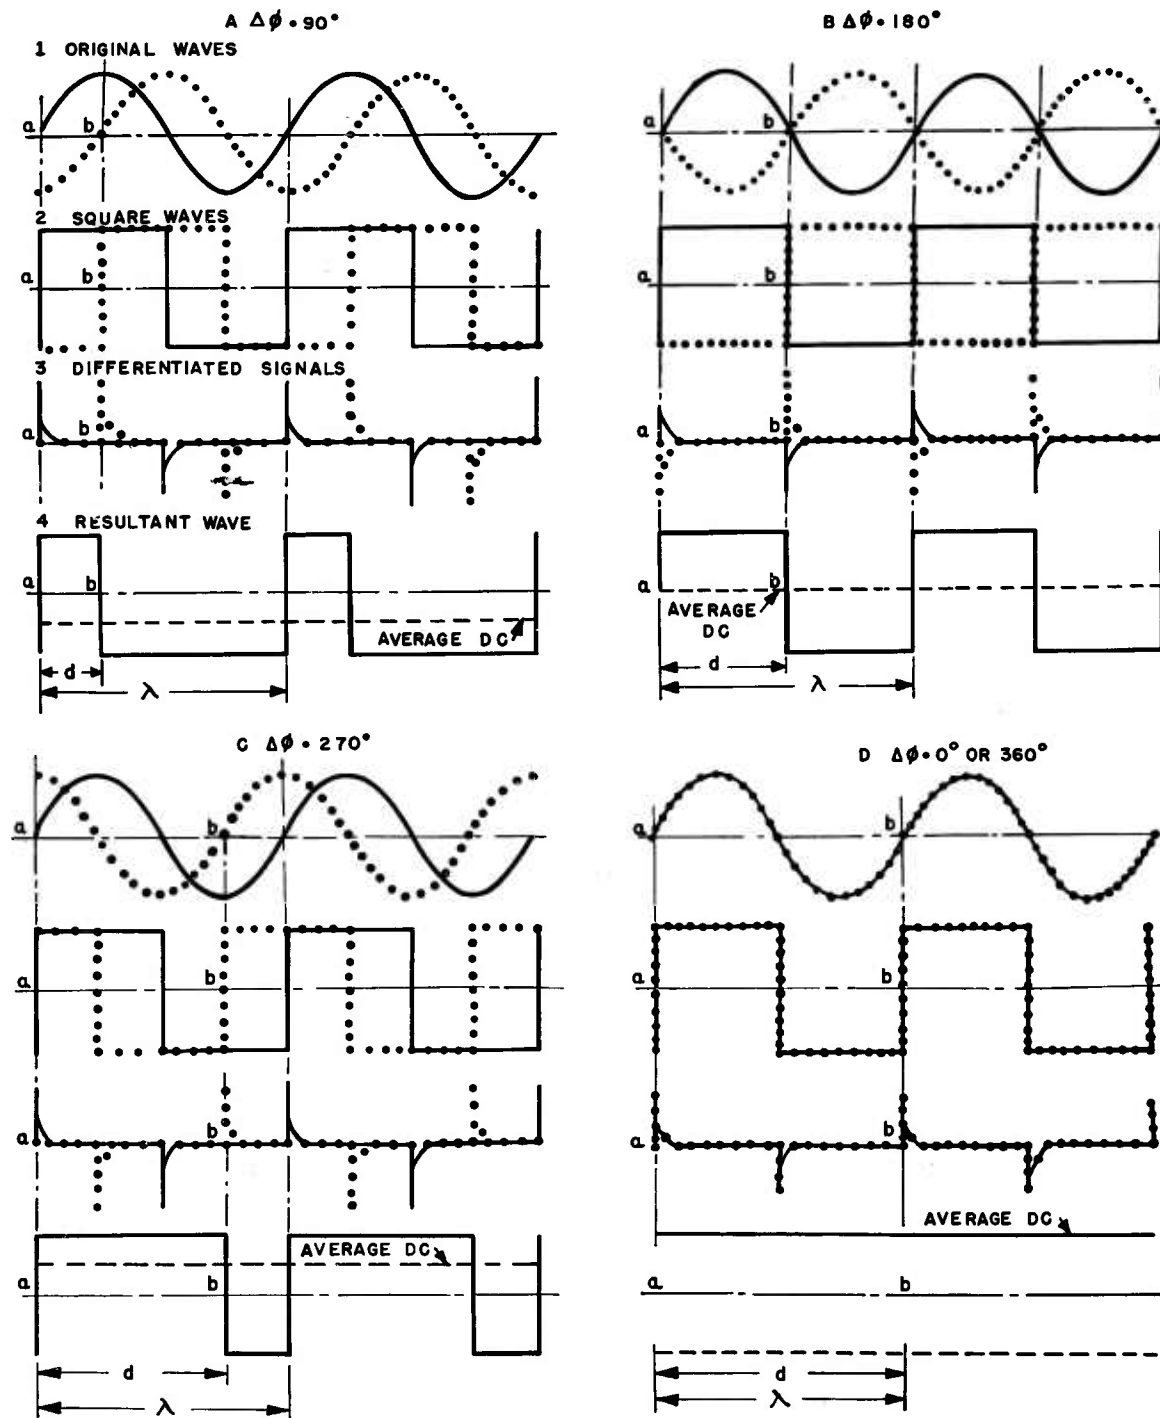 A Δφ • 90°
1 ORIGINAL WAVES
a b
2 SQUARE WAVES
a b
3 DIFFERENTIATED SIGNALS
a b
4 RESULTANT WAVE
a b
AVERAGE DC
d
λ
B Δφ • 180°
a b
a b
a b
a b
AVERAGE
DC
d
λ
C Δφ • 270°
a b
a b
a b
AVERAGE DC
a b
d
λ
D Δφ • 0° OR 360°
a b
a b
a b
AVERAGE DC
a b
d
λ